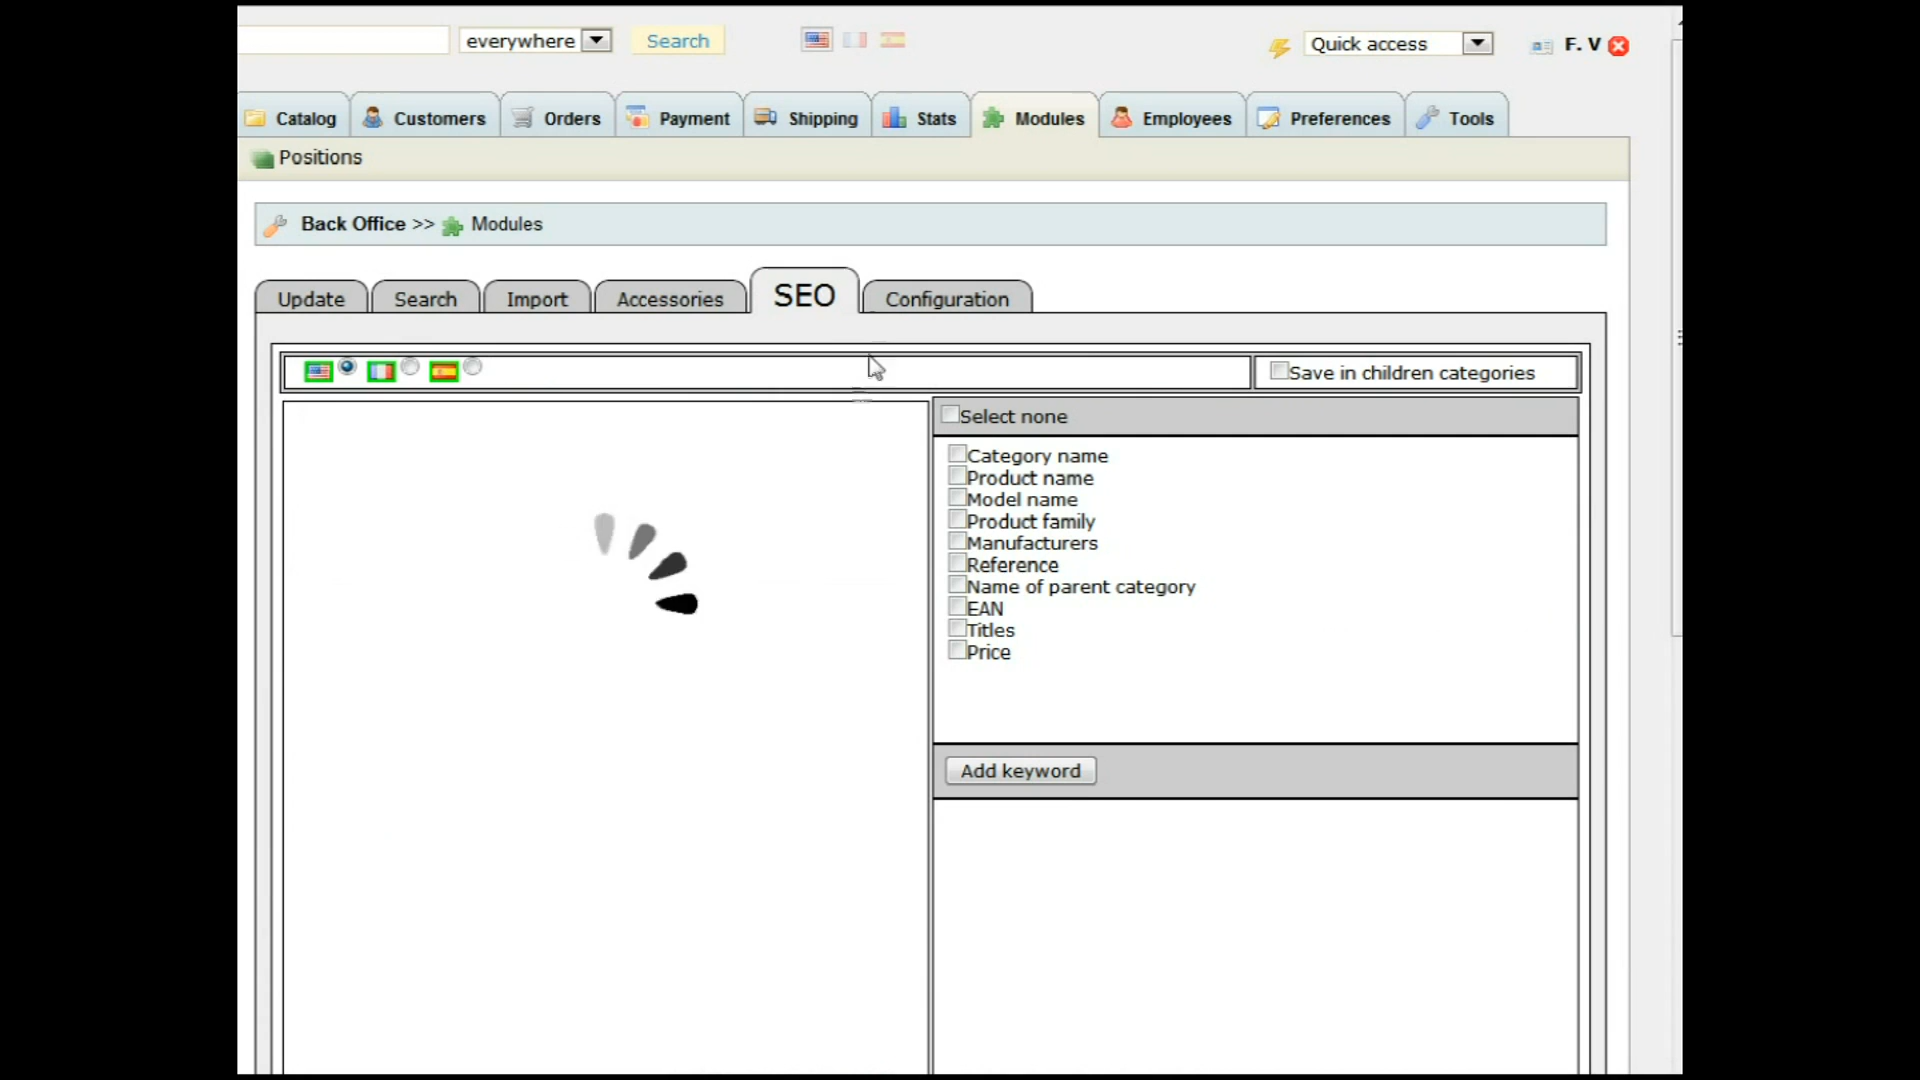 everywhere Search Quick access F. V
Catalog Customers Orders Payment Shipping Stats Modules Employees Preferences Tools
Positions
Back Office >> Modules
Update Search Import Accessories SEO Configuration
Save in children categories
Select none
Category name
Product name
Model name
Product family
Manufacturers
Reference
Name of parent category
EAN
Titles
Price
Add keyword